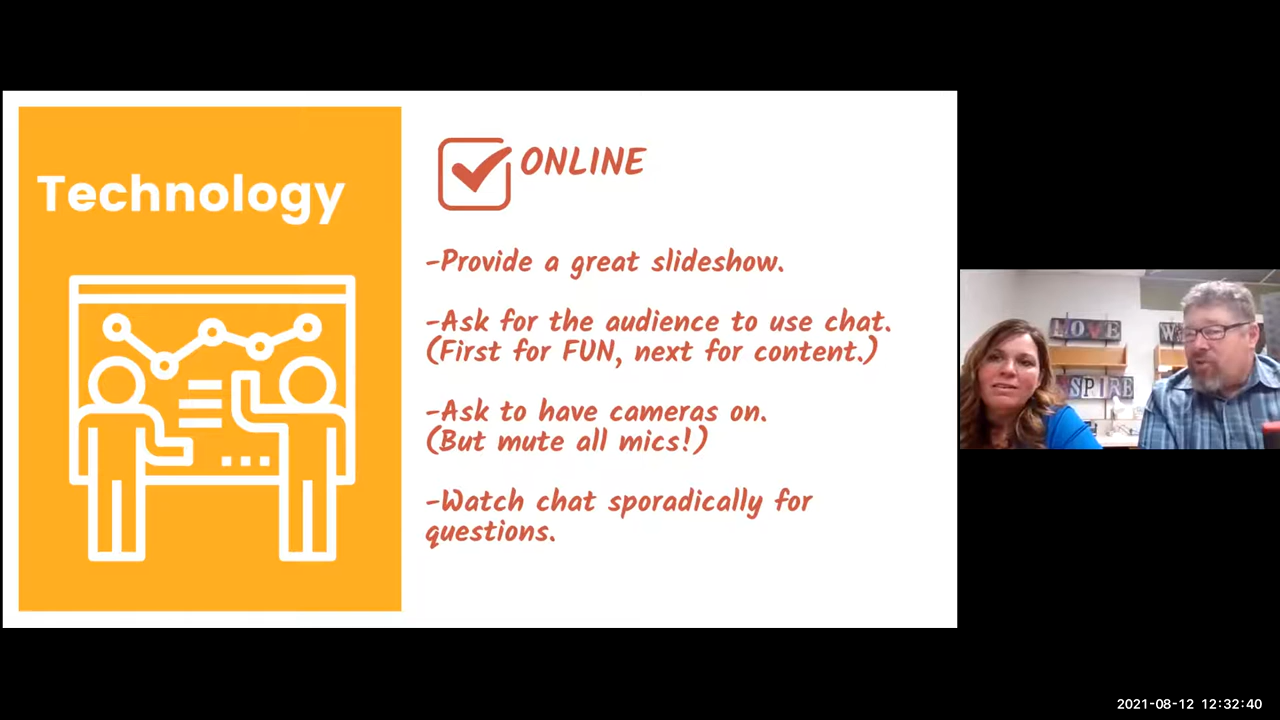 Technology
ONLINE
-Provide a great slideshow.
-Ask for the audience to use chat.
(First for FUN, next for content.)
-Ask to have cameras on.
(But mute all mics!)
-Watch chat sporadically for
questions.
LOVE
2021-08-12 12:32:40